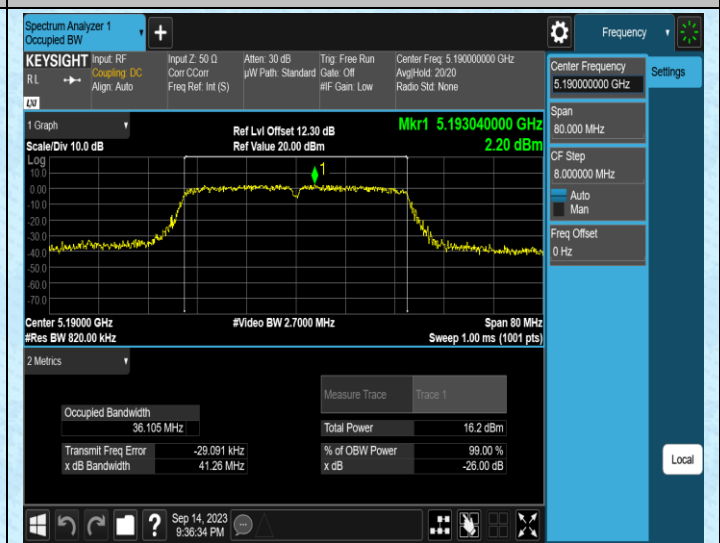 Spectrum Analyzer 1
Occupied BW
+
Frequency
KEYSIGHT
RL
LXI
Input: RF
Coupling: DC
Align: Auto
Input Z: 50 Ω
Corr CCorr
Freq Ref: Int (S)
Atten: 30 dB
µW Path: Standard
Trig: Free Run
Gate: Off
#IF Gain: Low
Center Freq: 5.190000000 GHz
Avg|Hold: 20/20
Radio Std: None
Center Frequency
5.190000000 GHz
Settings
Span
80.000 MHz
CF Step
8.000000 MHz
Auto
Man
Freq Offset
0 Hz
1 Graph
Scale/Div 10.0 dB
Ref Lvl Offset 12.30 dB
Ref Value 20.00 dBm
Mkr1 5.193040000 GHz
2.20 dBm
Log
10.0
0.00
-10.0
-20.0
-30.0
-40.0
-50.0
-60.0
-70.0
1
Center 5.19000 GHz
#Res BW 820.00 kHz
#Video BW 2.7000 MHz
Span 80 MHz
Sweep 1.00 ms (1001 pts)
2 Metrics
Measure Trace Trace 1
Occupied Bandwidth
36.105 MHz
Total Power 16.2 dBm
Transmit Freq Error -29.091 kHz
% of OBW Power 99.00 %
x dB Bandwidth 41.26 MHz
x dB -26.00 dB
Local
?
Sep 14, 2023
9:36:34 PM